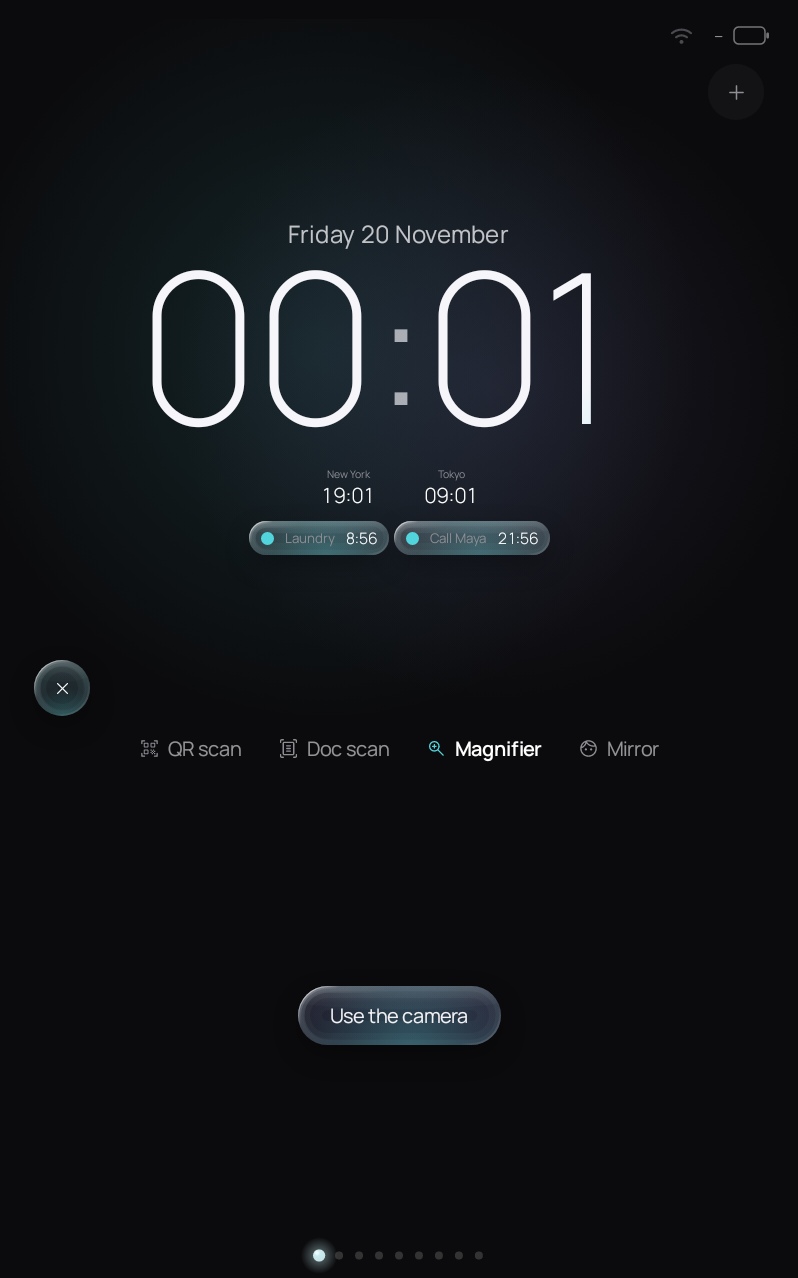 Friday 20 November
00:01
New York Tokyo
19:01 09:01
Laundry 8:56 Call Maya 21:56
QR scan Doc scan Magnifier Mirror
Use the camera